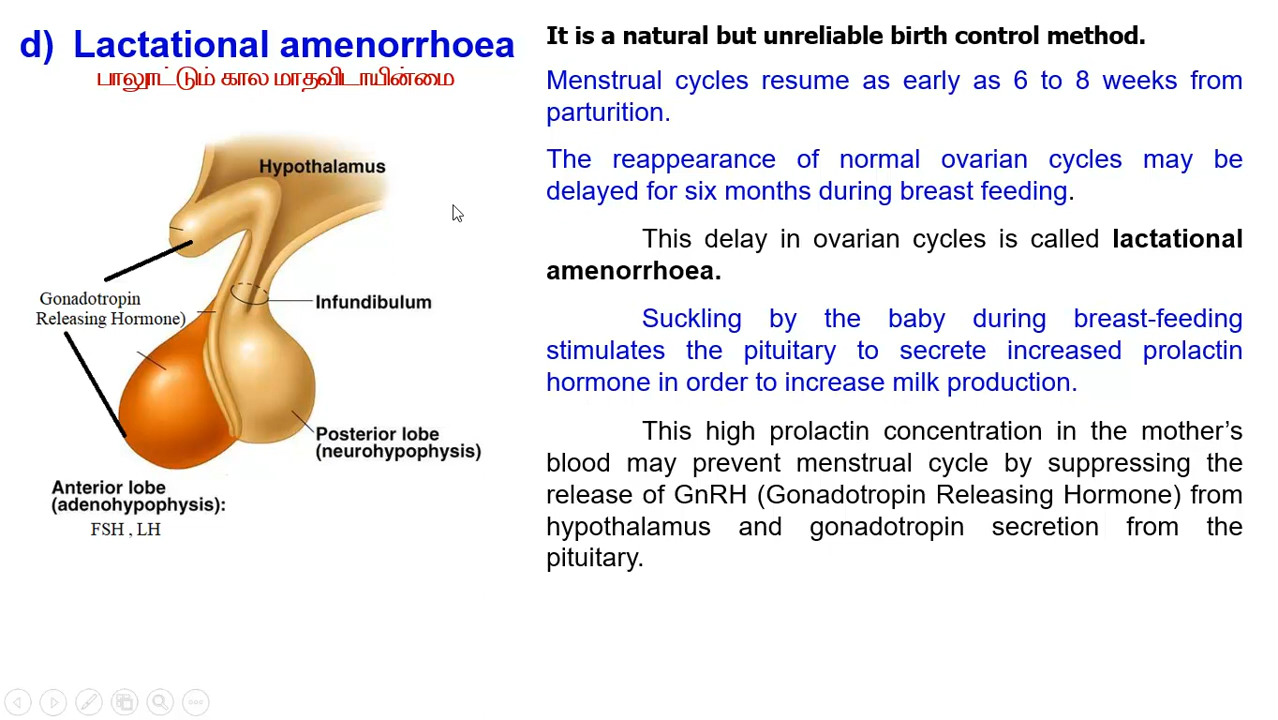 d) Lactational amenorrhoea
பாலூட்டும் கால மாதவிடாயின்மை
Hypothalamus
Gonadotropin
Releasing Hormone)
Infundibulum
Posterior lobe
(neurohypophysis)
Anterior lobe
(adenohypophysis):
FSH , LH
It is a natural but unreliable birth control method.
Menstrual cycles resume as early as 6 to 8 weeks from
parturition.
The reappearance of normal ovarian cycles may be
delayed for six months during breast feeding.
This delay in ovarian cycles is called lactational
amenorrhoea.
Suckling by the baby during breast-feeding
stimulates the pituitary to secrete increased prolactin
hormone in order to increase milk production.
This high prolactin concentration in the mother’s
blood may prevent menstrual cycle by suppressing the
release of GnRH (Gonadotropin Releasing Hormone) from
hypothalamus and gonadotropin secretion from the
pituitary.